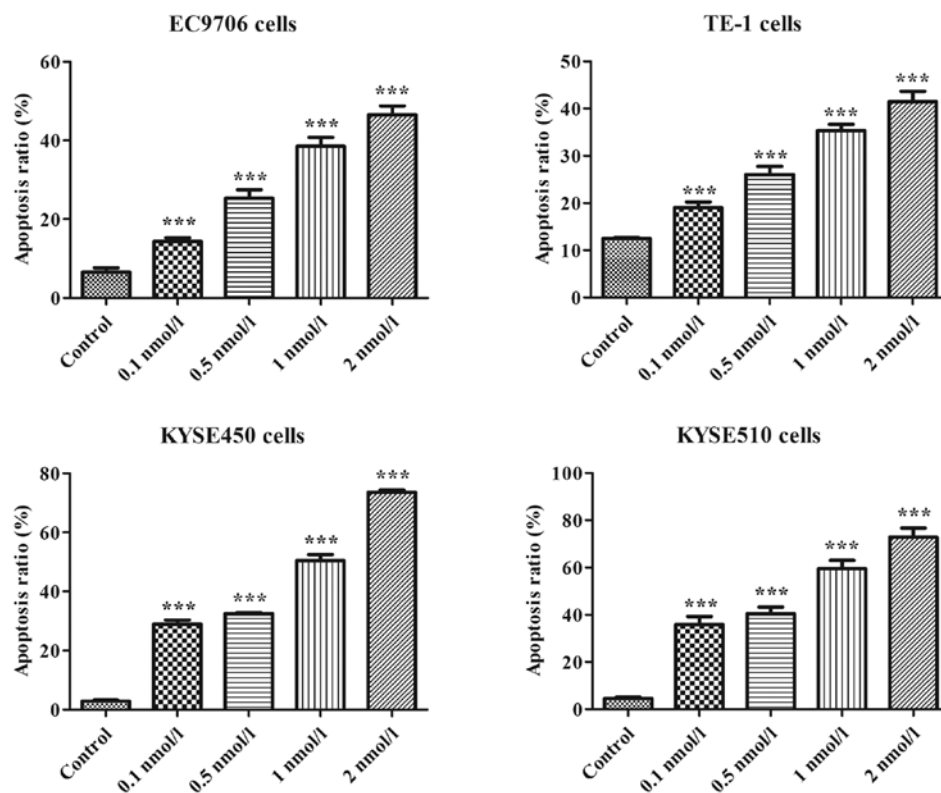 EC9706 cells
Apoptosis ratio (%)
60
40
20
0
***
***
***
***
Control
0.1 nmol/l
0.5 nmol/l
1 nmol/l
2 nmol/l
TE-1 cells
Apoptosis ratio (%)
50
40
30
20
10
0
***
***
***
***
Control
0.1 nmol/l
0.5 nmol/l
1 nmol/l
2 nmol/l
KYSE450 cells
Apoptosis ratio (%)
80
60
40
20
0
***
***
***
***
Control
0.1 nmol/l
0.5 nmol/l
1 nmol/l
2 nmol/l
KYSE510 cells
Apoptosis ratio (%)
100
80
60
40
20
0
***
***
***
***
Control
0.1 nmol/l
0.5 nmol/l
1 nmol/l
2 nmol/l